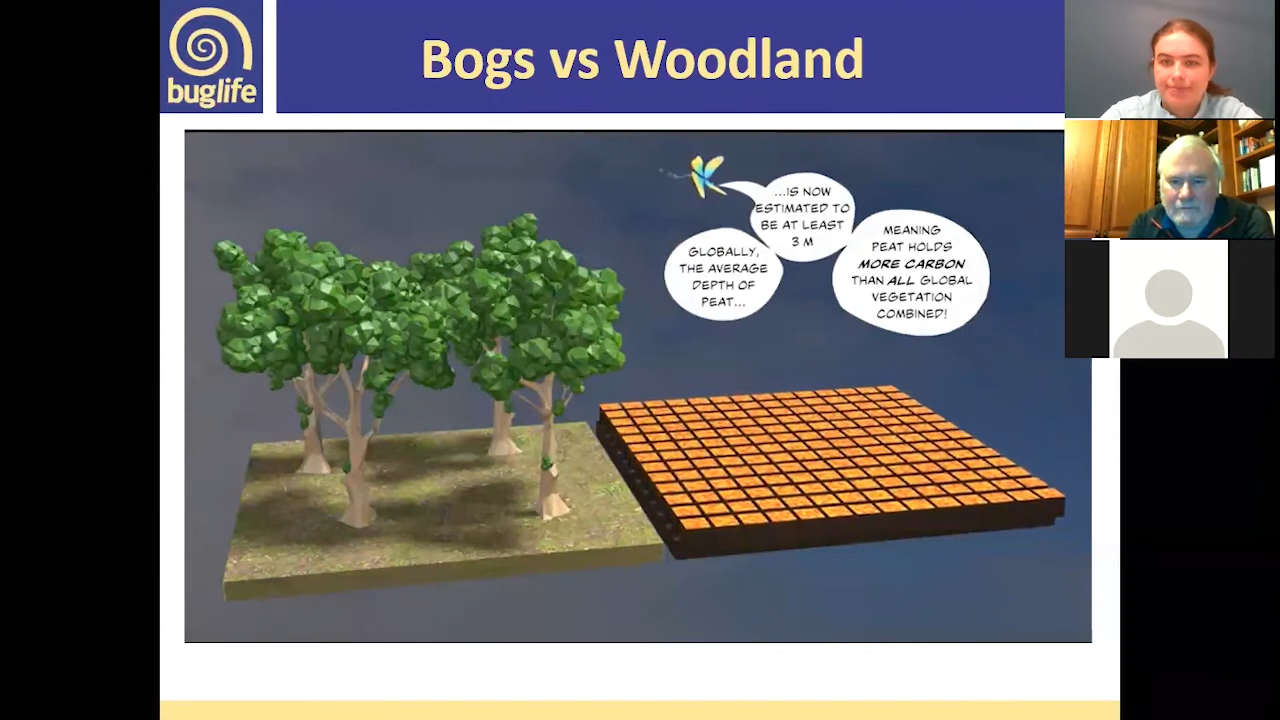 buglife
Bogs vs Woodland
GLOBALLY,
THE AVERAGE
DEPTH OF
PEAT...
...IS NOW
ESTIMATED TO
BE AT LEAST
3 M
MEANING
PEAT HOLDS
MORE CARBON
THAN ALL GLOBAL
VEGETATION
COMBINED!